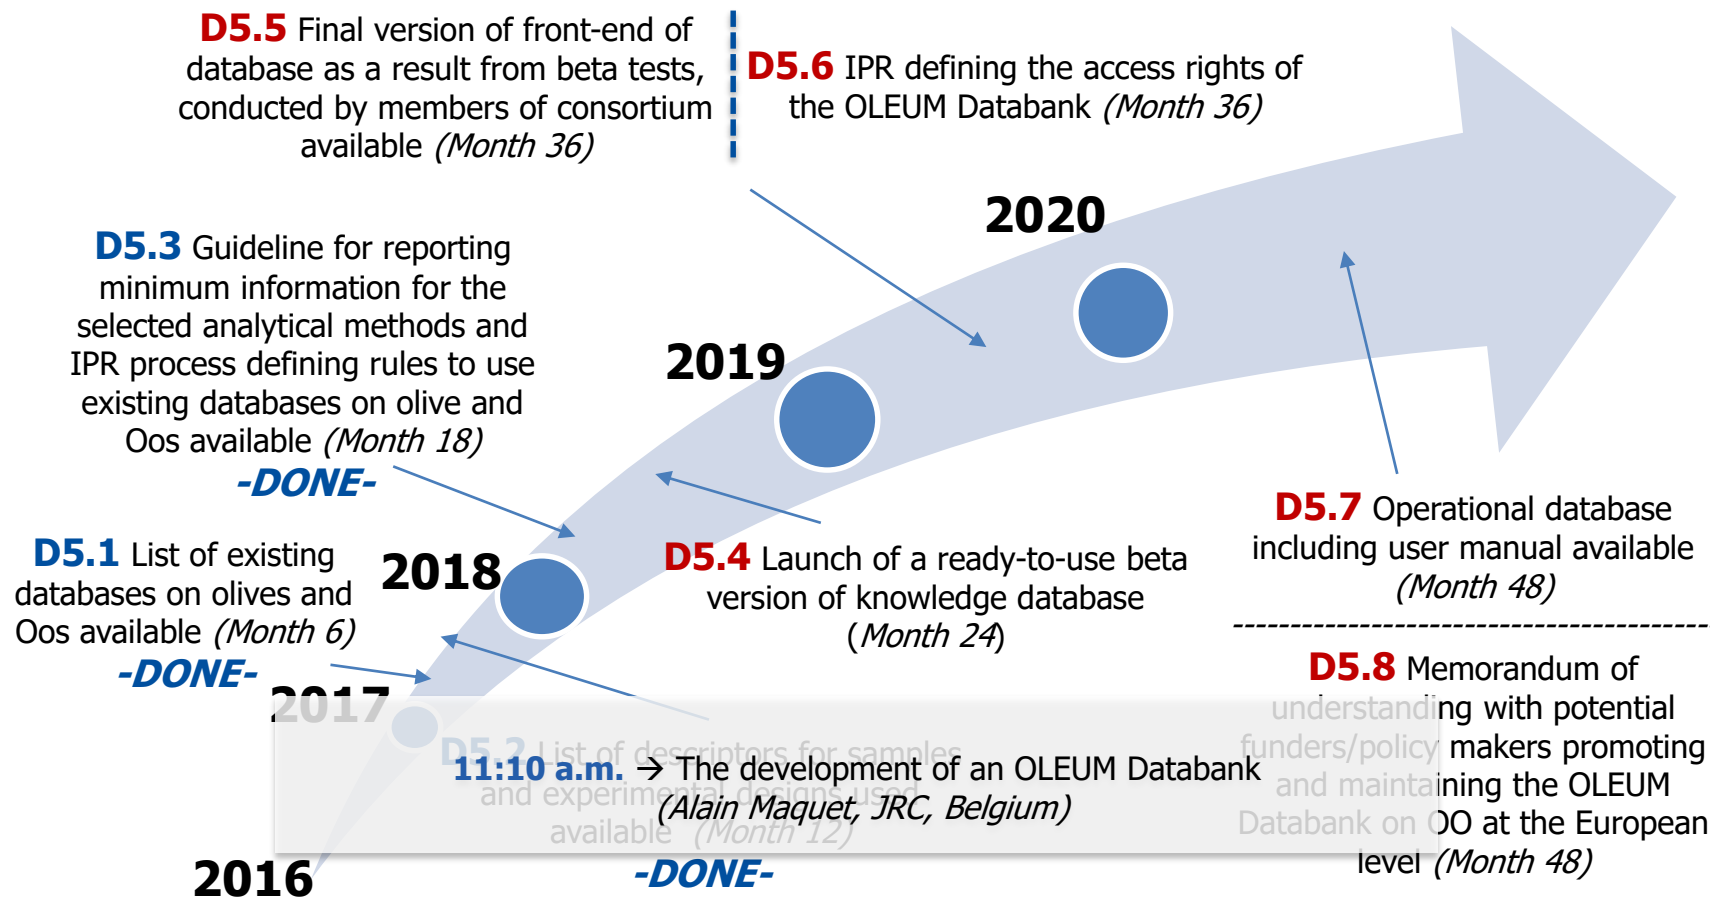 D5.5 Final version of front-end of
database as a result from beta tests,
conducted by members of consortium
available (Month 36)
D5.6 IPR defining the access rights of
the OLEUM Databank (Month 36)
2020
D5.3 Guideline for reporting
minimum information for the
selected analytical methods and
IPR process defining rules to use
existing databases on olive and
Oos available (Month 18)
-DONE-
2019
D5.1 List of existing
databases on olives and
Oos available (Month 6)
-DONE-
2018
D5.4 Launch of a ready-to-use beta
version of knowledge database
(Month 24)
D5.7 Operational database
including user manual available
(Month 48)
D5.8 Memorandum of
understanding with potential
funders/policy makers promoting
and maintaining the OLEUM
Databank on OO at the European
level (Month 48)
2017
D5.2 List of descriptors for samples
and experimental designs used
available (Month 12)
-DONE-
11:10 a.m. → The development of an OLEUM Databank
(Alain Maquet, JRC, Belgium)
2016